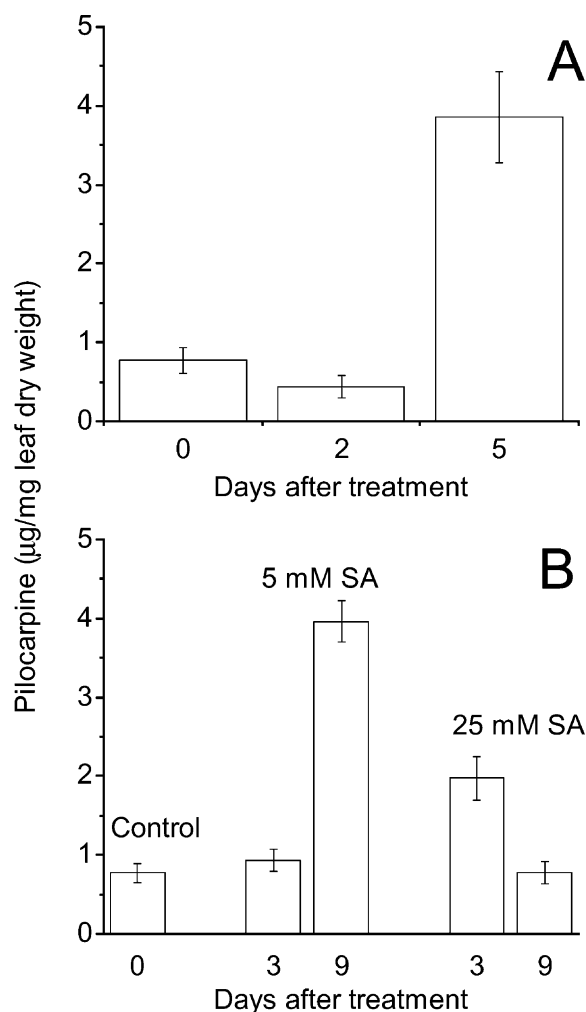 5
A
4
3
2
1
0
0 2 5
Days after treatment
Pilocarpine (µg/mg leaf dry weight)
5
B
5 mM SA
4
3
25 mM SA
2
Control
1
0
0 3 9 3 9
Days after treatment